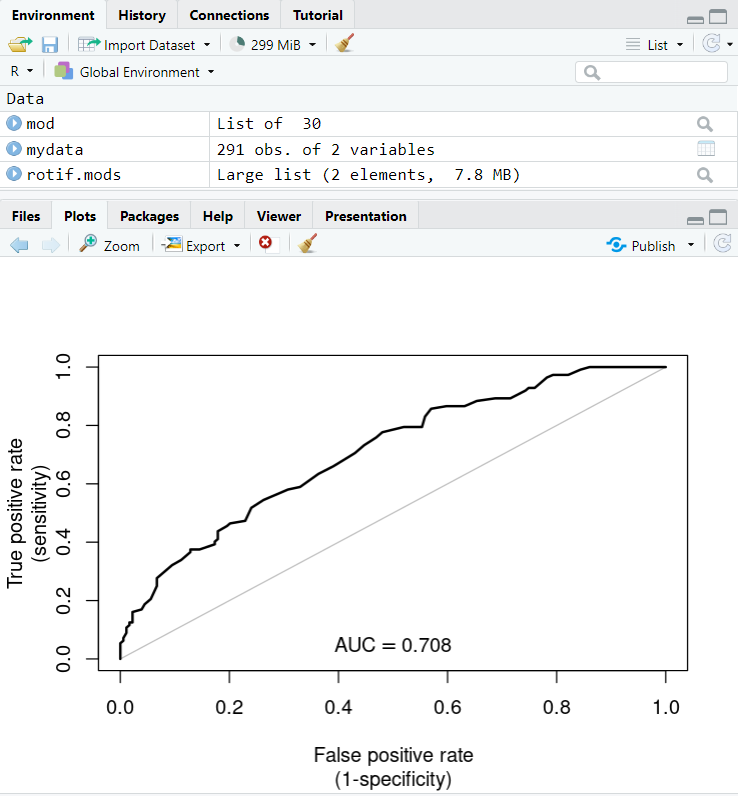 Environment History Connections Tutorial
Import Dataset 299 MiB List
R Global Environment
Data
mod List of  30
mydata 291 obs. of 2 variables
rotif.mods Large list (2 elements,  7.8 MB)
Files Plots Packages Help Viewer Presentation
Zoom Export Publish
True positive rate
(sensitivity)
1.0
0.8
0.6
0.4
0.2
0.0
AUC = 0.708
0.0 0.2 0.4 0.6 0.8 1.0
False positive rate
(1-specificity)